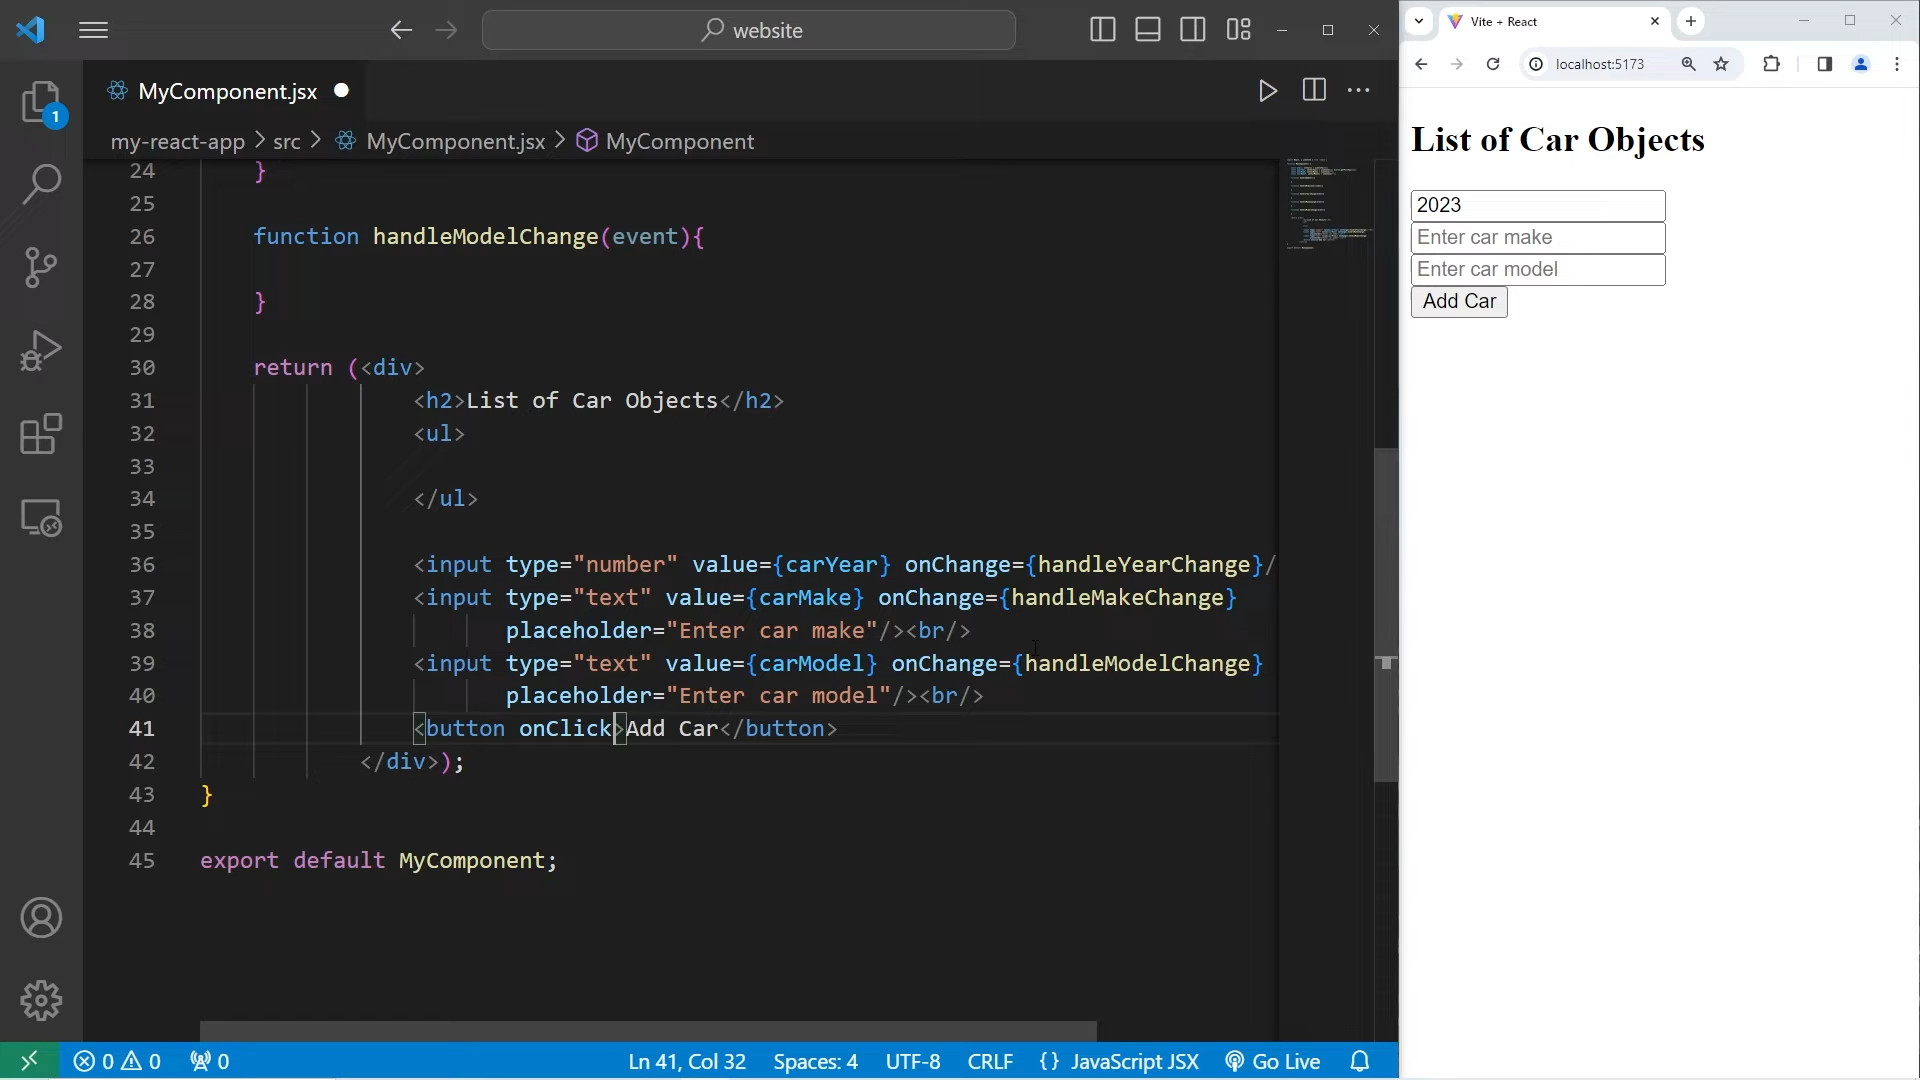 website
MyComponent.jsx
my-react-app > src > MyComponent.jsx > MyComponent
1
24 }
25
26 function handleModelChange(event){
27
28 }
29
30 return (<div>
31 <h2>List of Car Objects</h2>
32 <ul>
33
34 </ul>
35
36 <input type="number" value={carYear} onChange={handleYearChange}/
37 <input type="text" value={carMake} onChange={handleMakeChange}
38 placeholder="Enter car make"/><br/>
39 <input type="text" value={carModel} onChange={handleModelChange}
40 placeholder="Enter car model"/><br/>
41 <button onClick>Add Car</button>
42 </div>);
43 }
44
45 export default MyComponent;
0 0 0 Ln 41, Col 32 Spaces: 4 UTF-8 CRLF {} JavaScript JSX Go Live
Vite + React
localhost:5173
List of Car Objects
2023
Enter car make
Enter car model
Add Car